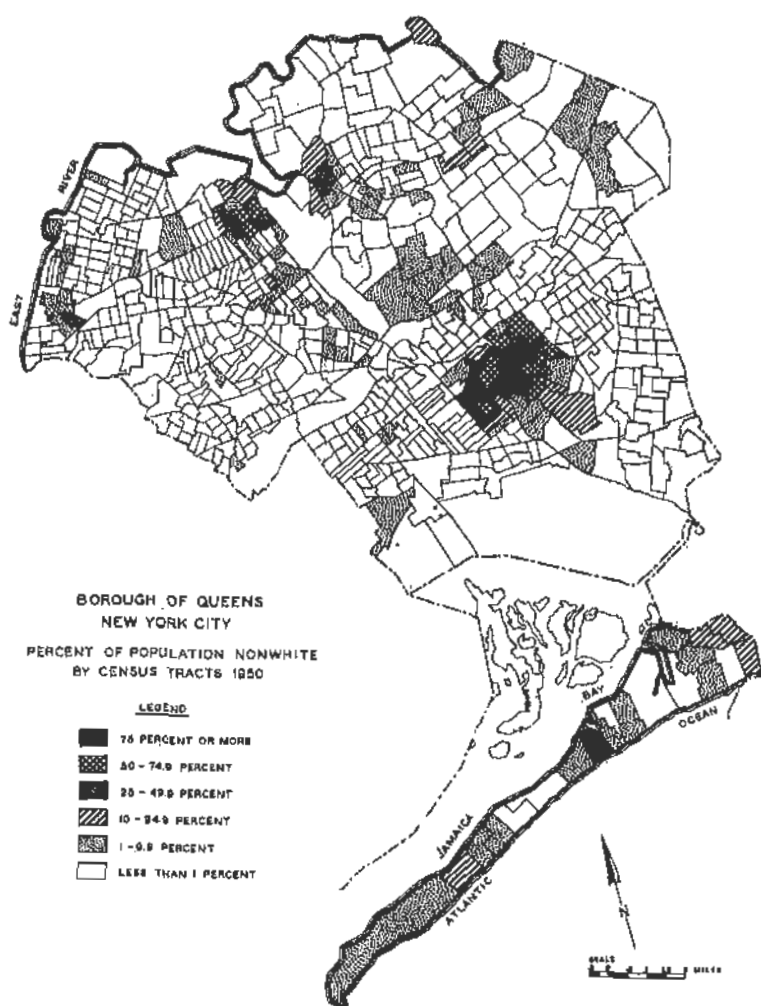 EAST
RIVER
BOROUGH OF QUEENS
NEW YORK CITY
PERCENT OF POPULATION NONWHITE
BY CENSUS TRACTS 1950
LEGEND
75 PERCENT OR MORE
50 - 74.9 PERCENT
25 - 49.9 PERCENT
10 - 24.9 PERCENT
1 - 9.9 PERCENT
LESS THAN 1 PERCENT
JAMAICA
BAY
ATLANTIC
OCEAN
N
SCALE
MILES